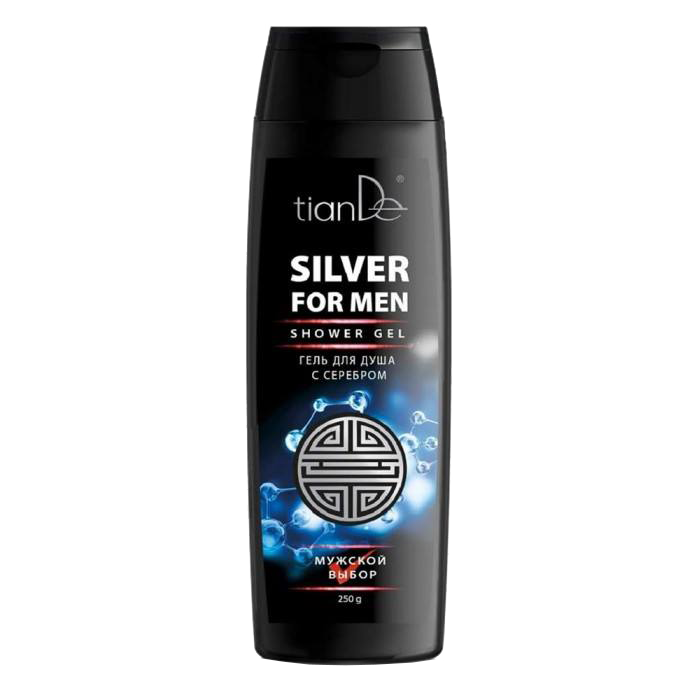 tianDe®
SILVER
FOR MEN
SHOWER GEL
ГЕЛЬ ДЛЯ ДУША
С СЕРЕБРОМ
МУЖСКОЙ
ВЫБОР
250 g